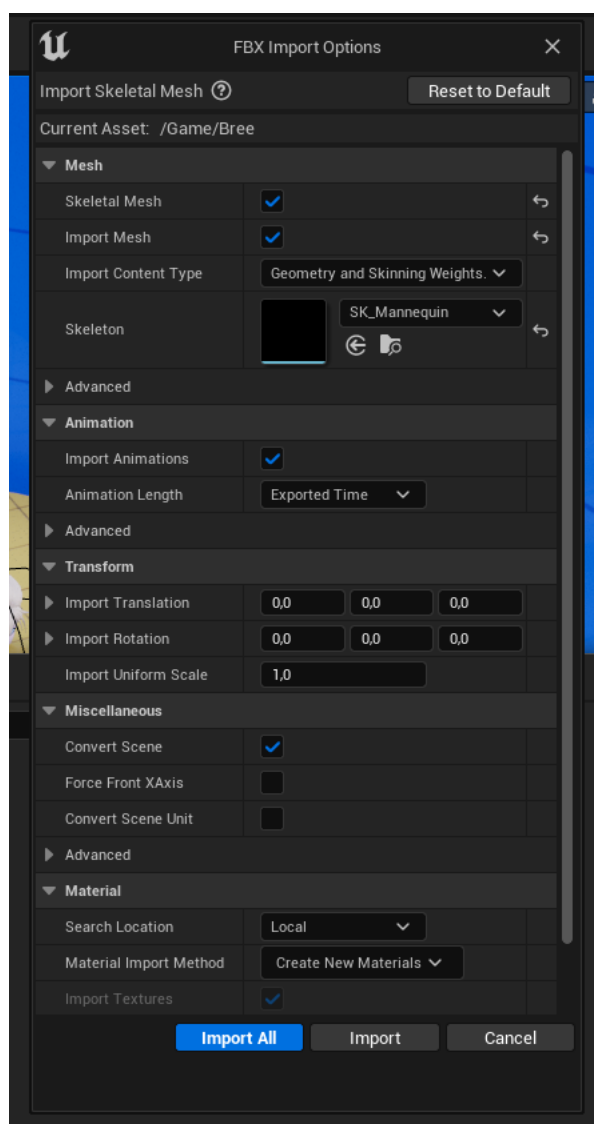 FBX Import Options
Import Skeletal Mesh ?
Reset to Default
Current Asset: /Game/Bree
Mesh
Skeletal Mesh
Import Mesh
Import Content Type Geometry and Skinning Weights.
Skeleton SK_Mannequin
Advanced
Animation
Import Animations
Animation Length Exported Time
Advanced
Transform
Import Translation 0,0 0,0 0,0
Import Rotation 0,0 0,0 0,0
Import Uniform Scale 1,0
Miscellaneous
Convert Scene
Force Front XAxis
Convert Scene Unit
Advanced
Material
Search Location Local
Material Import Method Create New Materials
Import Textures
Import All Import Cancel